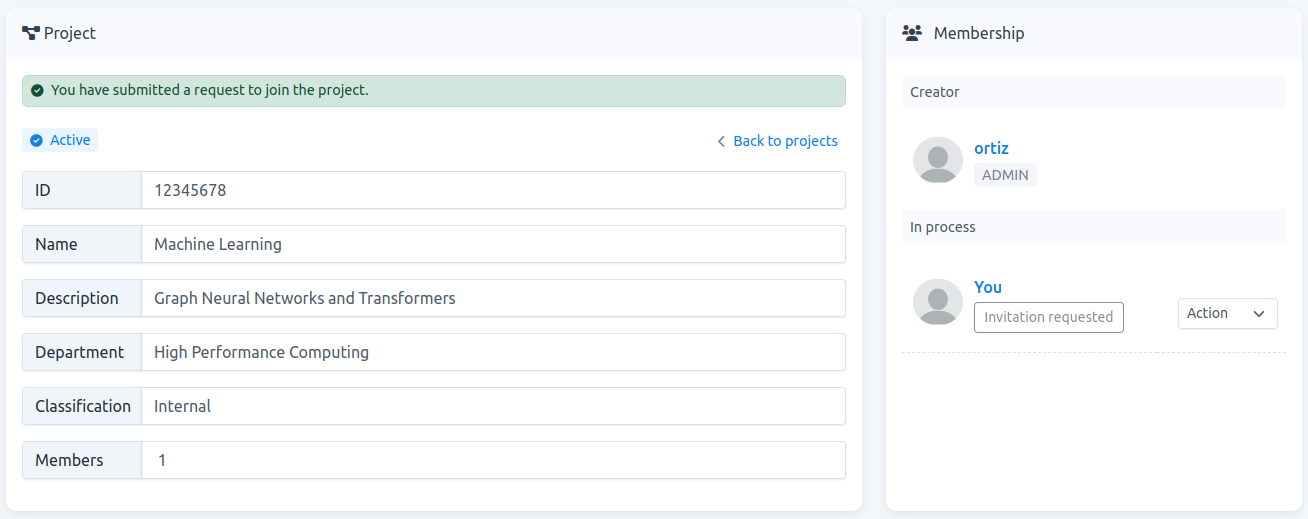 Project
You have submitted a request to join the project.
Active
Back to projects
ID 12345678
Name Machine Learning
Description Graph Neural Networks and Transformers
Department High Performance Computing
Classification Internal
Members 1
Membership
Creator
ortiz
ADMIN
In process
You
Invitation requested
Action